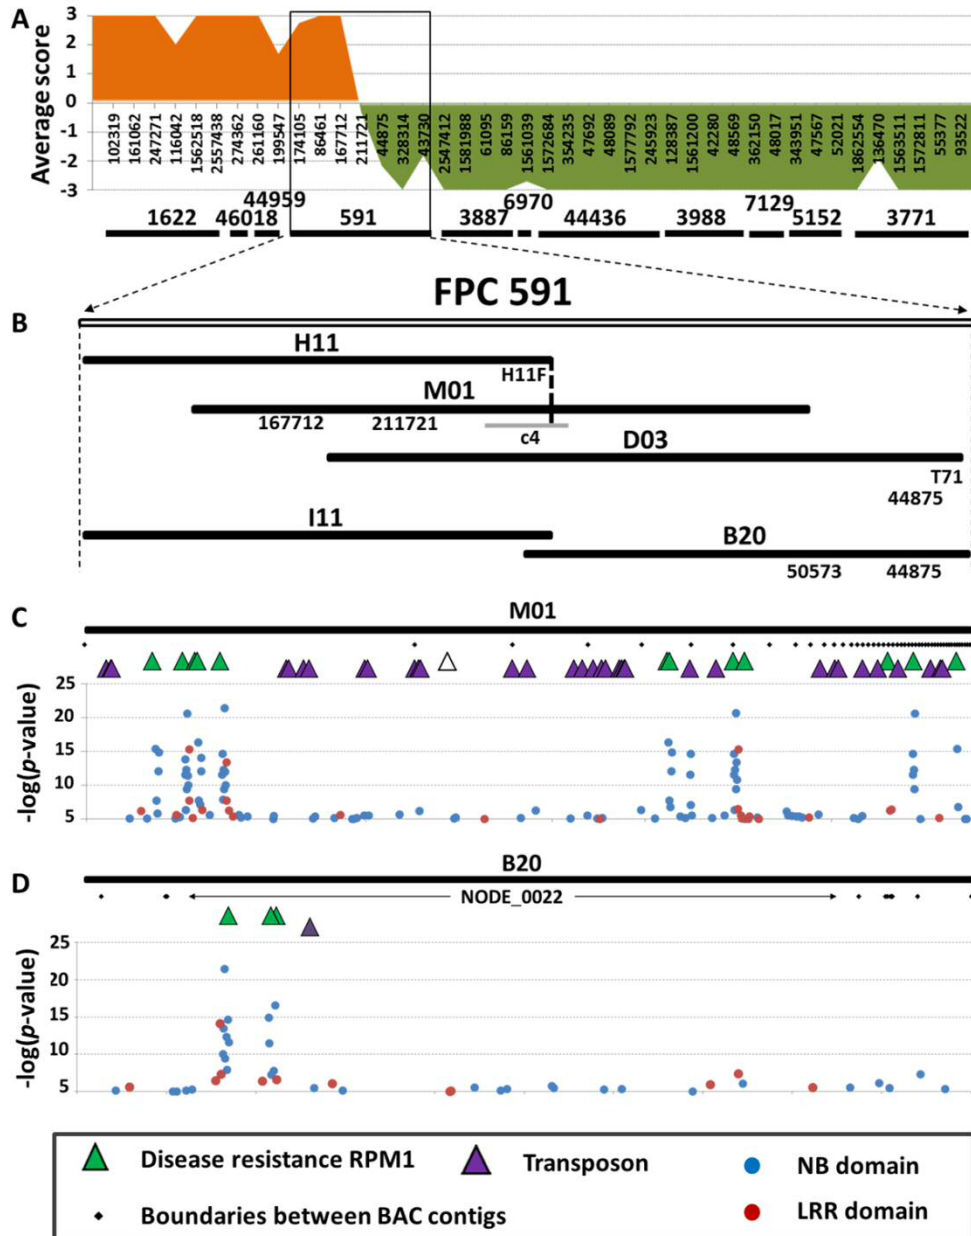 A
Average score
3
2
1
0
-1
-2
-3
102319
161062
247271
116042
1562518
2557438
274362
261160
199547
174105
86461
167712
211721
44875
328314
43730
2547412
1581988
61095
86159
1561039
1572684
354235
47692
48089
1577792
245923
128387
1561200
42280
48569
362150
343951
47567
52021
1862554
136470
1563511
1572811
55377
93522
44959
6970
7129
1622 46018 591 3887 44436 3988 5152 3771
FPC 591
B
H11
H11F
M01
167712 211721
c4
D03
T71
44875
I11
B20
50573 44875
C
M01
-log(p-value)
25
20
15
10
5
D
B20
NODE_0022
-log(p-value)
25
20
15
10
5
Disease resistance RPM1 Transposon NB domain
Boundaries between BAC contigs LRR domain